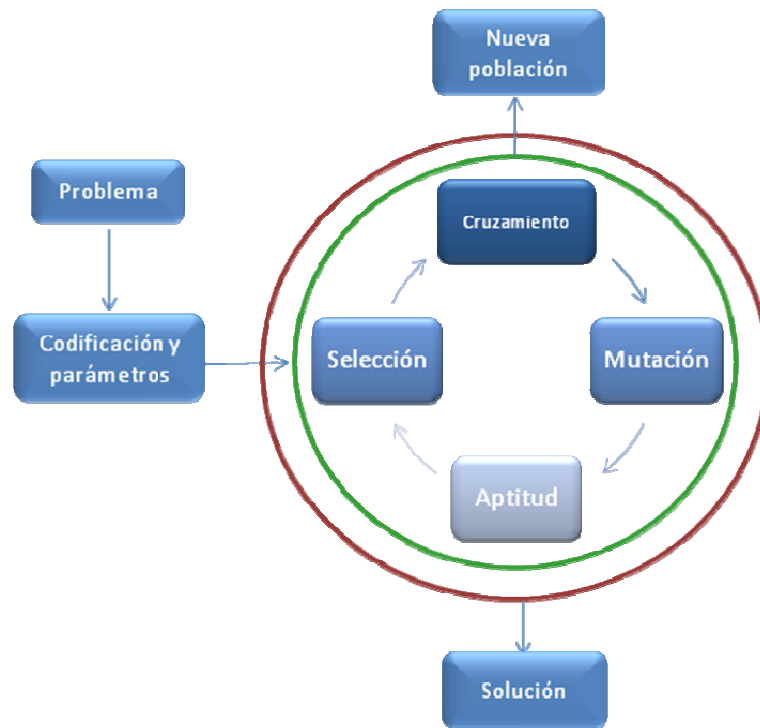 Nueva
población
Problema
Cruzamiento
Codificación y
parámetros
Selección
Mutación
Aptitud
Solución